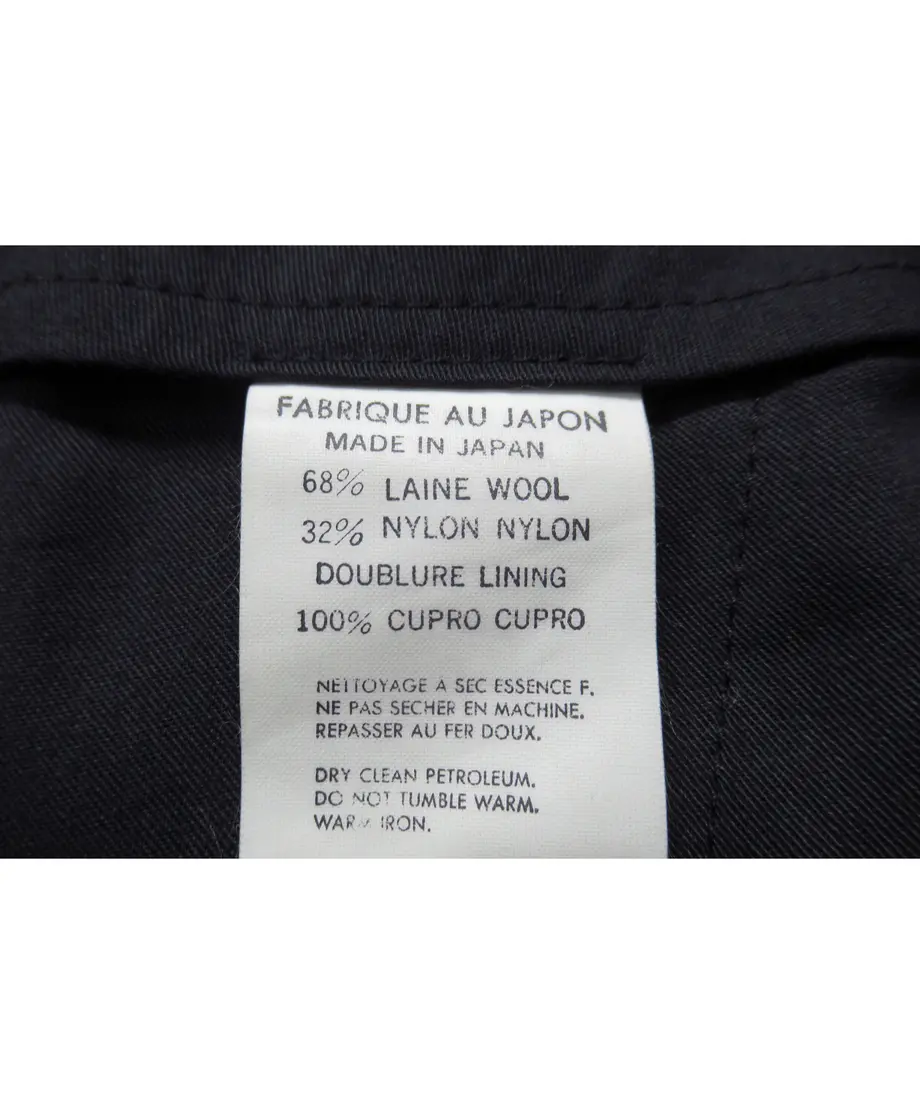 FABRIQUE AU JAPON
MADE IN JAPAN
68% LAINE WOOL
32% NYLON NYLON
DOUBLURE LINING
100% CUPRO CUPRO
NETTOYAGE A SEC ESSENCE F.
NE PAS SECHER EN MACHINE.
REPASSER AU FER DOUX.
DRY CLEAN PETROLEUM.
DO NOT TUMBLE WARM.
WARM IRON.